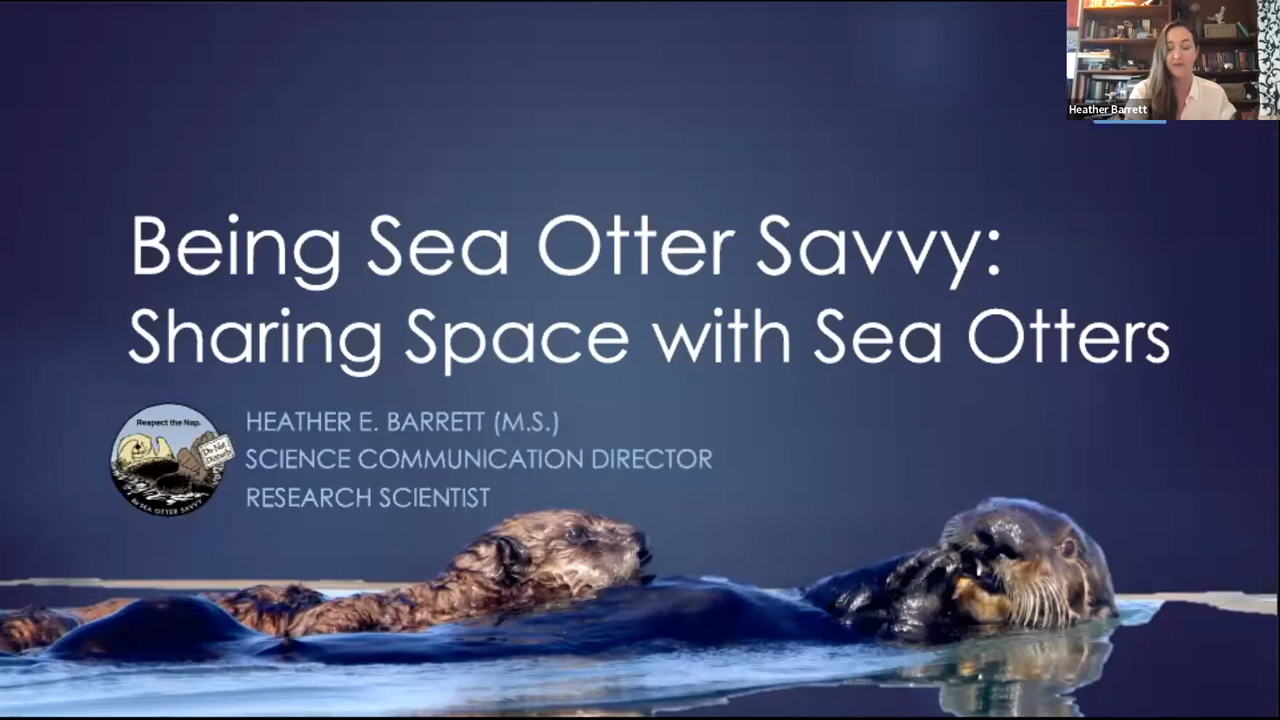 Heather Barrett
Being Sea Otter Savvy:
Sharing Space with Sea Otters
Respect the Nap.
Do Not
Disturb
Be SEA OTTER SAVVY
HEATHER E. BARRETT (M.S.)
SCIENCE COMMUNICATION DIRECTOR
RESEARCH SCIENTIST